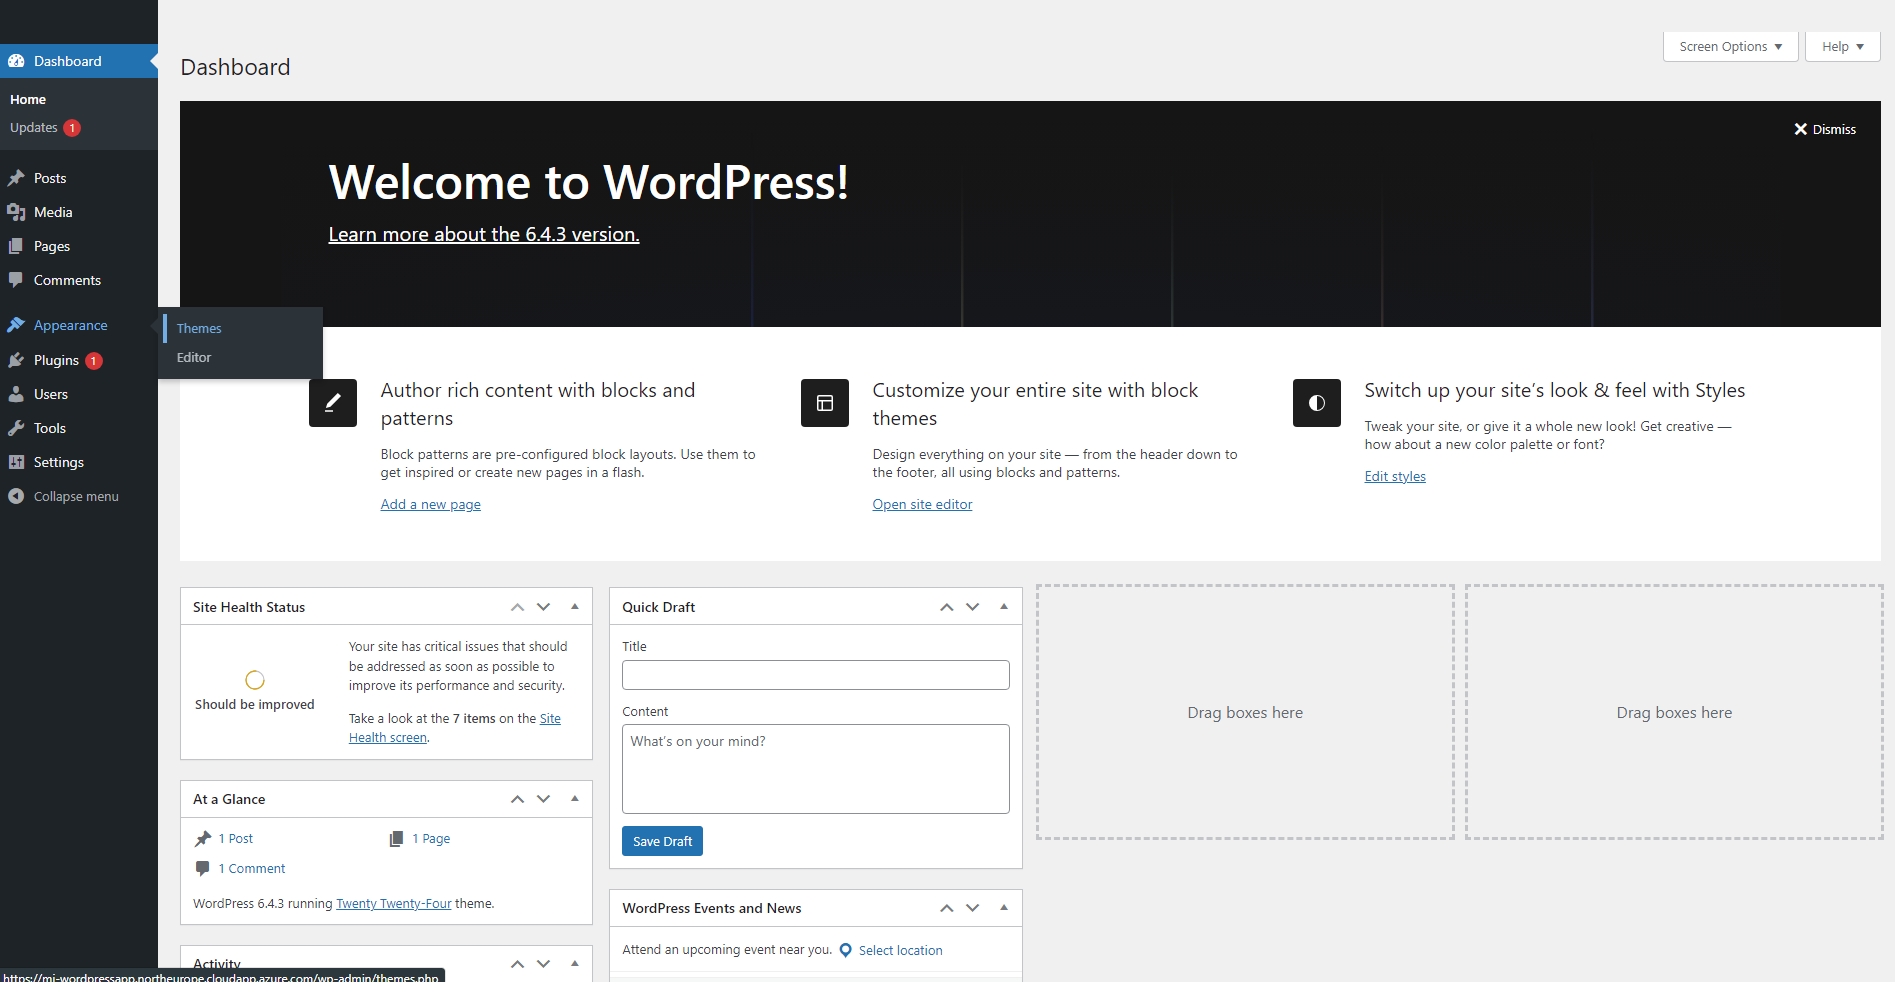 Dashboard
Home
Updates 1
Posts
Media
Pages
Comments
Appearance
Plugins 1
Users
Tools
Settings
Collapse menu
Themes
Editor
Screen Options
Help
Dashboard
Dismiss
Welcome to WordPress!
Learn more about the 6.4.3 version.
Author rich content with blocks and
patterns
Block patterns are pre-configured block layouts. Use them to
get inspired or create new pages in a flash.
Add a new page
Customize your entire site with block
themes
Design everything on your site — from the header down to
the footer, all using blocks and patterns.
Open site editor
Switch up your site’s look & feel with Styles
Tweak your site, or give it a whole new look! Get creative —
how about a new color palette or font?
Edit styles
Site Health Status
Should be improved
Your site has critical issues that should
be addressed as soon as possible to
improve its performance and security.
Take a look at the 7 items on the Site
Health screen.
At a Glance
1 Post
1 Page
1 Comment
WordPress 6.4.3 running Twenty Twenty-Four theme.
Activity
Quick Draft
Title
Content
What’s on your mind?
Save Draft
WordPress Events and News
Attend an upcoming event near you. Select location
Drag boxes here
Drag boxes here
https://mi-wordpressapp.northeurope.cloudapp.azure.com/wp-admin/themes.php